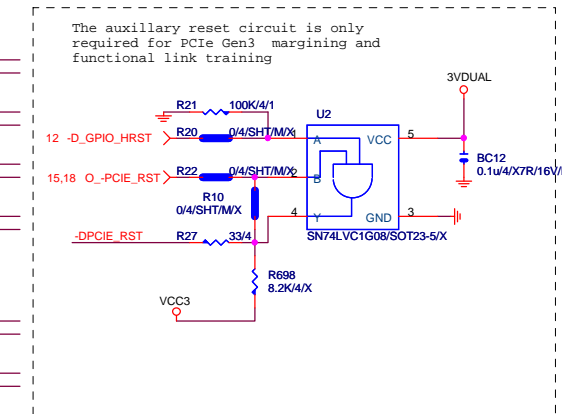 The auxillary reset circuit is only
required for PCIe Gen3 margining and
functional link training
3VDUAL
R21 100K/4/1
U2
12 -D_GPIO_HRST R20 0/4/SHT/M/X 1 A VCC 5
BC12
0.1u/4/X7R/16V/
15,18 O_-PCIE_RST R22 0/4/SHT/M/X 2 B
R10
0/4/SHT/M/X
4 Y GND 3
-DPCIE_RST R27 33/4 SN74LVC1G08/SOT23-5/X
R698
8.2K/4/X
VCC3